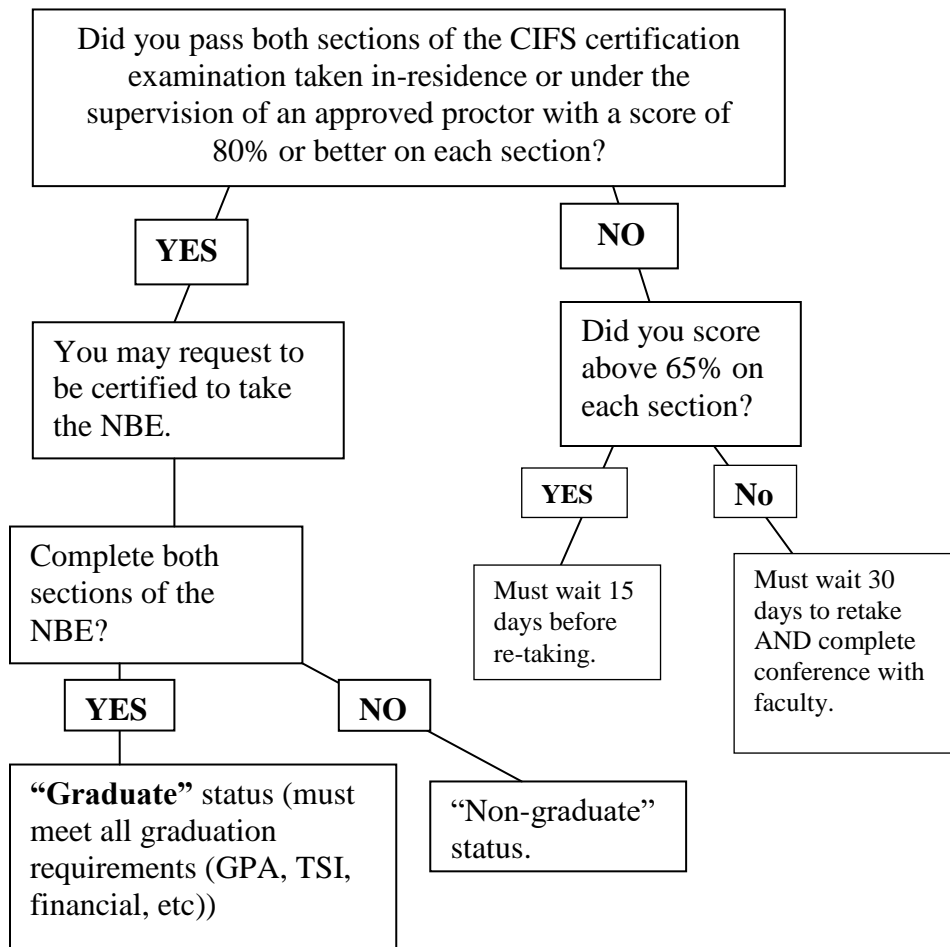 Did you pass both sections of the CIFS certification
examination taken in-residence or under the
supervision of an approved proctor with a score of
80% or better on each section?
YES
NO
You may request to
be certified to take
the NBE.
Did you score
above 65% on
each section?
YES
No
Complete both
sections of the
NBE?
Must wait 15
days before
re-taking.
Must wait 30
days to retake
AND complete
conference with
faculty.
YES
NO
“Graduate” status (must
meet all graduation
requirements (GPA, TSI,
financial, etc))
“Non-graduate”
status.